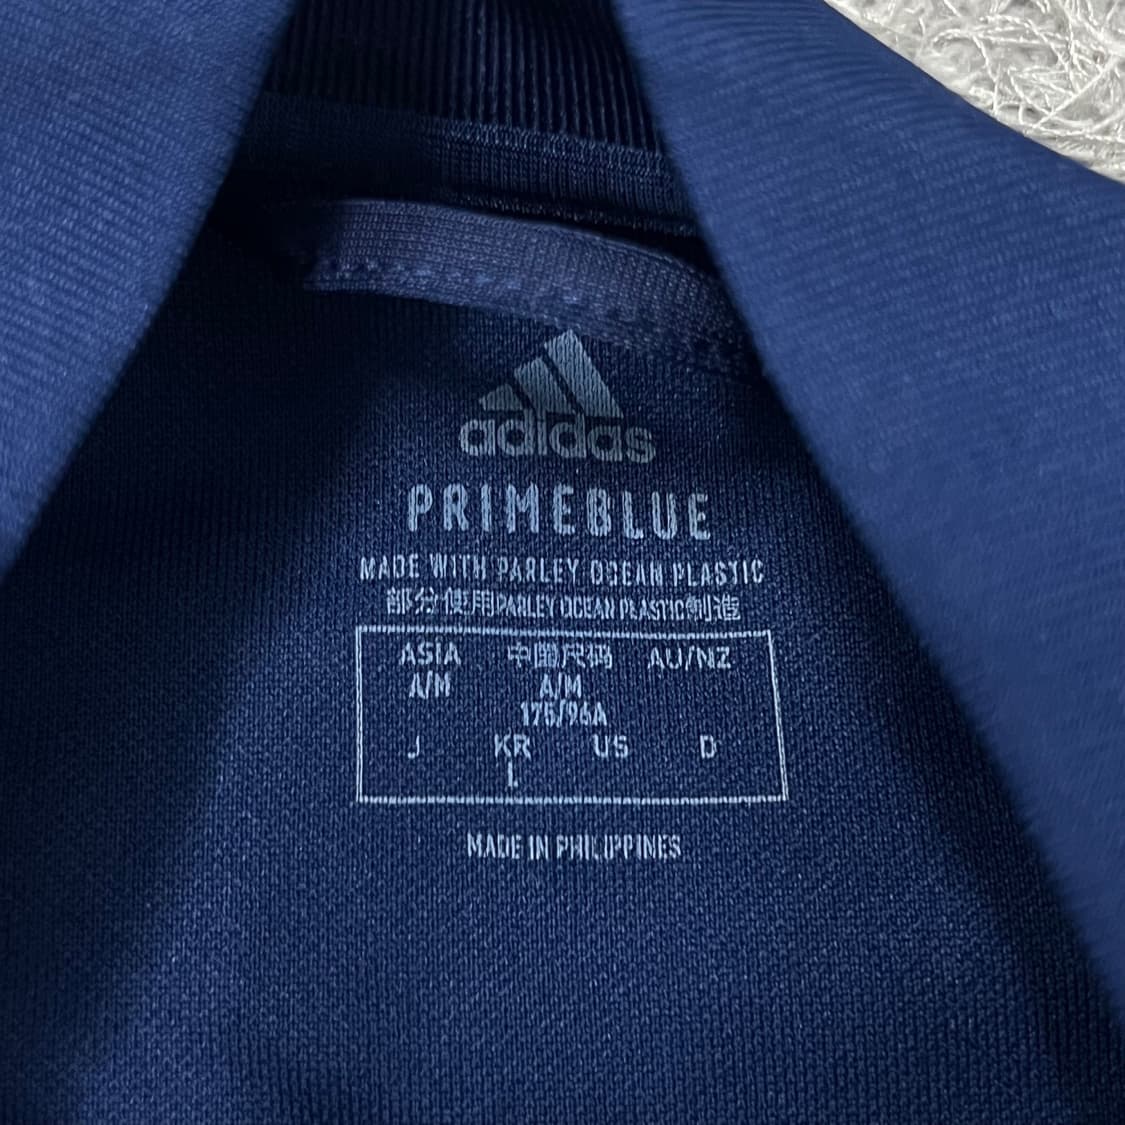 adidas
PRIMEBLUE
MADE WITH PARLEY OCEAN PLASTIC
部分使用PARLEY OCEAN PLASTIC制造
ASIA 中国尺码 AU/NZ
A/M A/M
175/96A
J KR US D
L
MADE IN PHILIPPINES